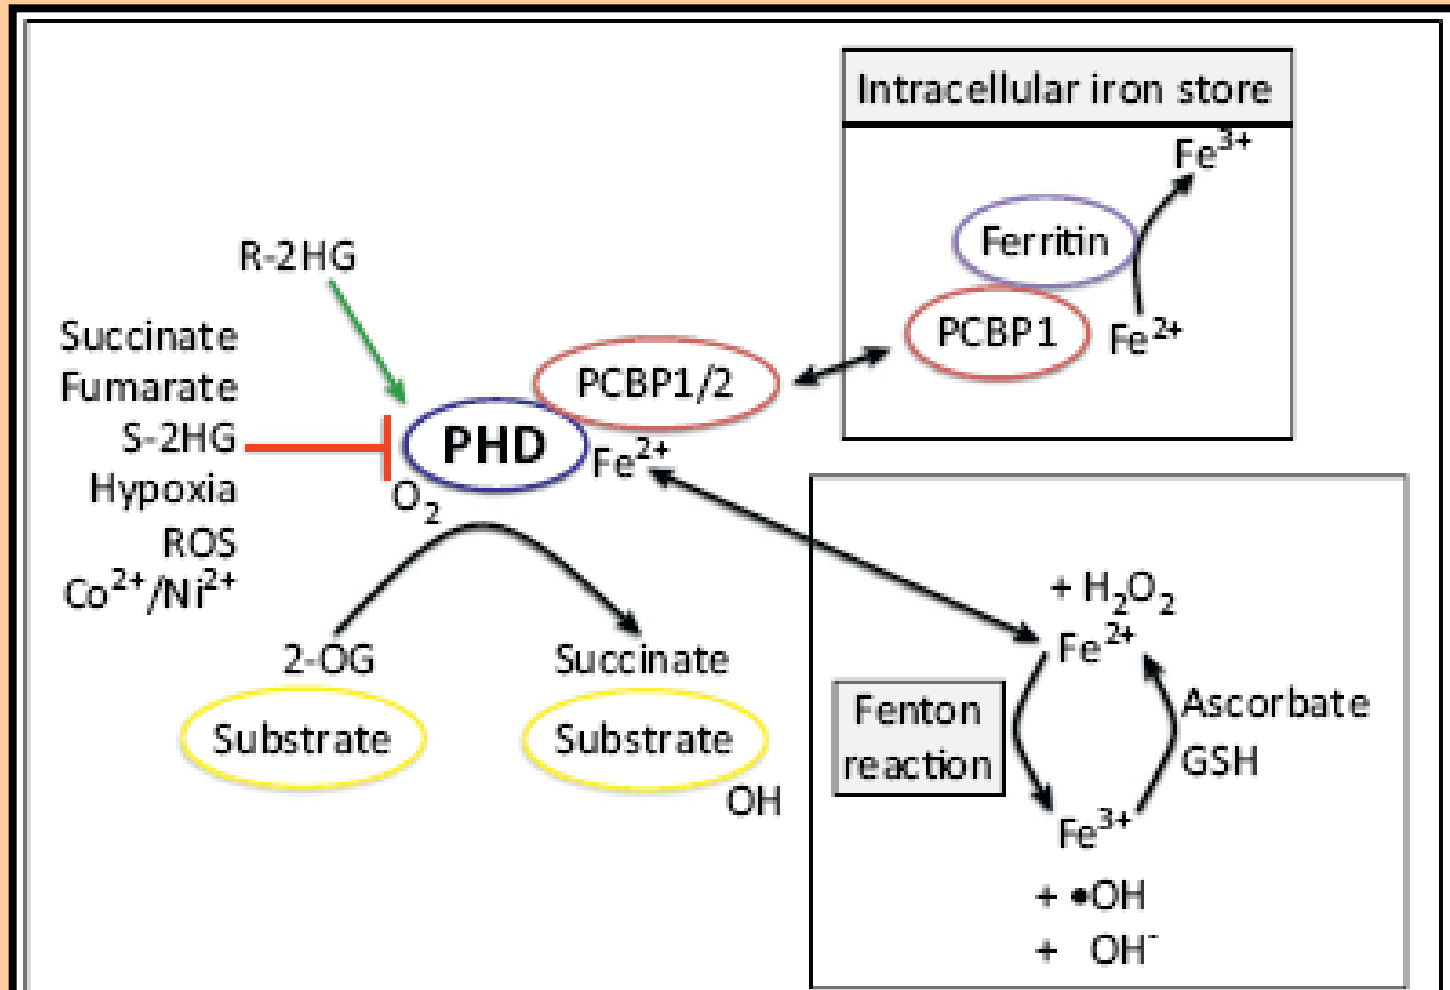 Intracellular iron store
Fe³⁺
Ferritin
PCBP1
Fe²⁺
R-2HG
Succinate
Fumarate
S-2HG
Hypoxia
ROS
Co²⁺/Ni²⁺
PCBP1/2
PHD
Fe²⁺
O₂
2-OG
Succinate
Substrate
Substrate
OH
+ H₂O₂
Fe²⁺
Fenton
reaction
Ascorbate
GSH
Fe³⁺
+ •OH
+ OH⁻